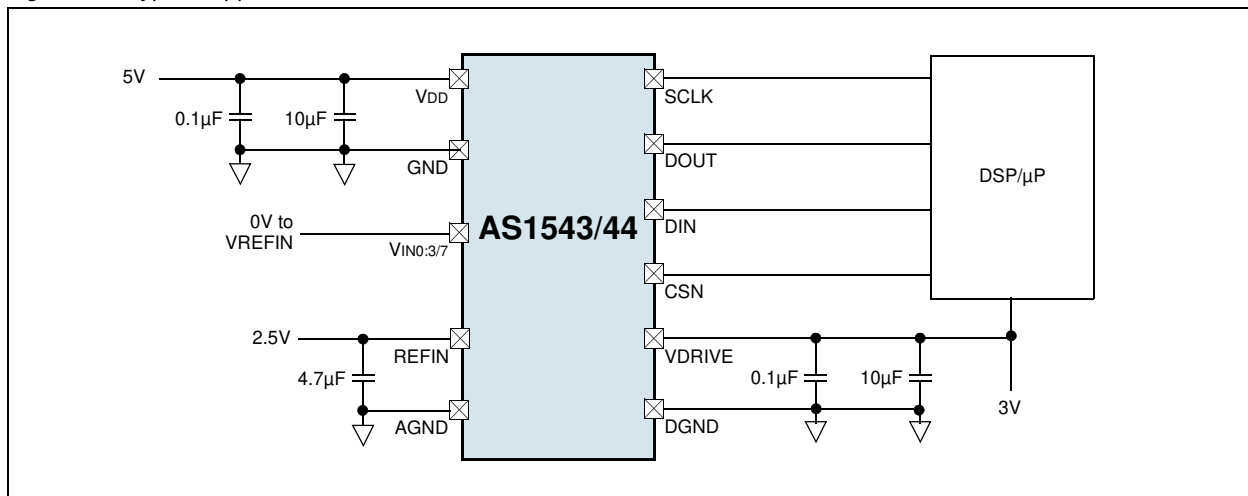 5V
0.1µF
10µF
VDD
GND
0V to
VREFIN
VIN0:3/7
2.5V
REFIN
4.7µF
AGND
AS1543/44
SCLK
DOUT
DIN
CSN
VDRIVE
0.1µF
10µF
DGND
3V
DSP/µP